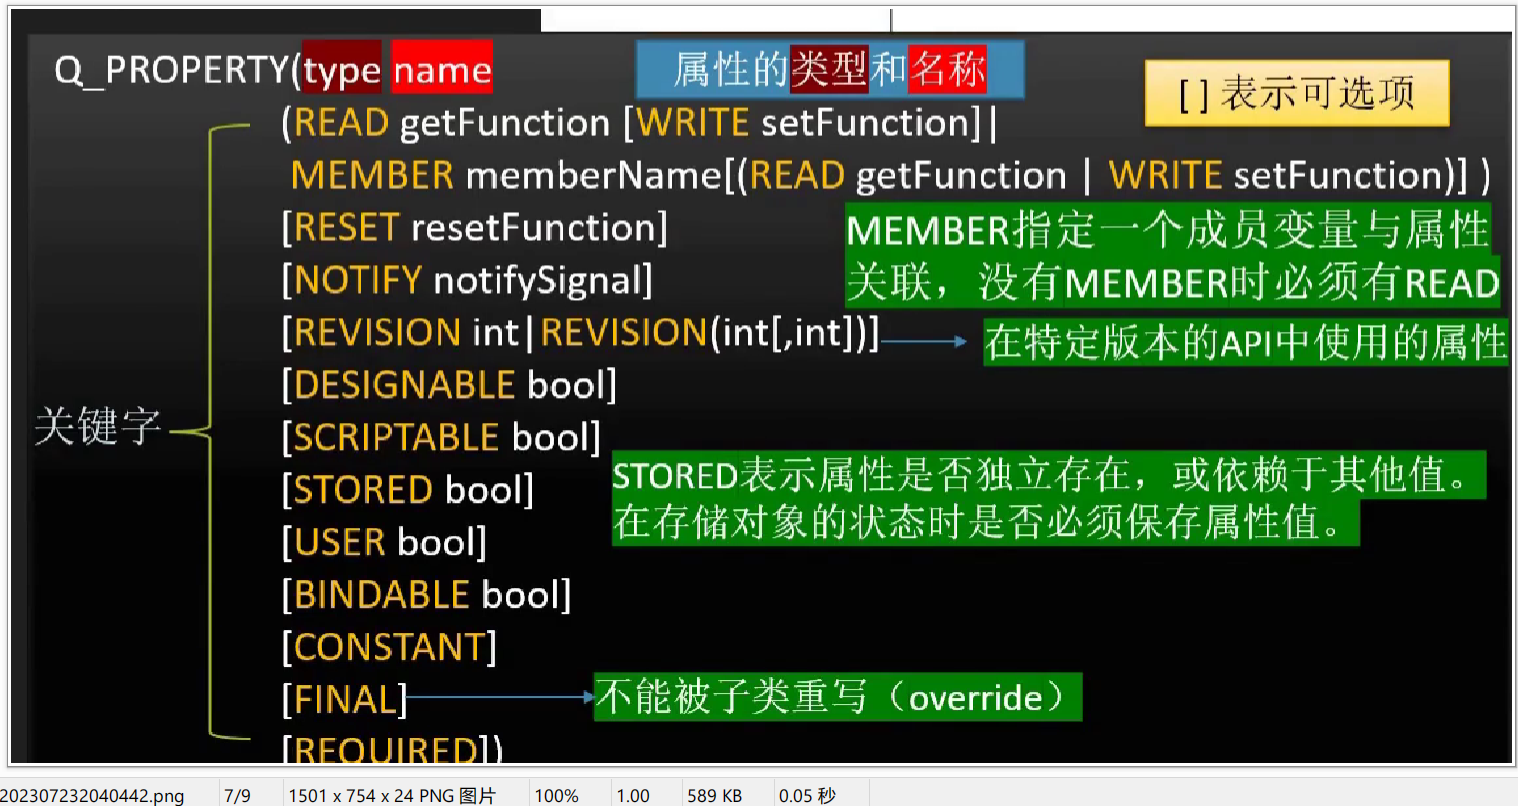 Q_PROPERTY(type name
属性的类型和名称
[ ] 表示可选项
(READ getFunction [WRITE setFunction]|
MEMBER memberName[(READ getFunction | WRITE setFunction)] )
[RESET resetFunction]
MEMBER指定一个成员变量与属性
关联，没有MEMBER时必须有READ
[NOTIFY notifySignal]
[REVISION int|REVISION(int[,int])]
在特定版本的API中使用的属性
[DESIGNABLE bool]
关键字
[SCRIPTABLE bool]
[STORED bool]
STORED表示属性是否独立存在，或依赖于其他值。
在存储对象的状态时是否必须保存属性值。
[USER bool]
[BINDABLE bool]
[CONSTANT]
[FINAL]
不能被子类重写（override）
[REQUIRED])
202307232040442.png 7/9 1501 x 754 x 24 PNG 图片 100% 1.00 589 KB 0.05 秒